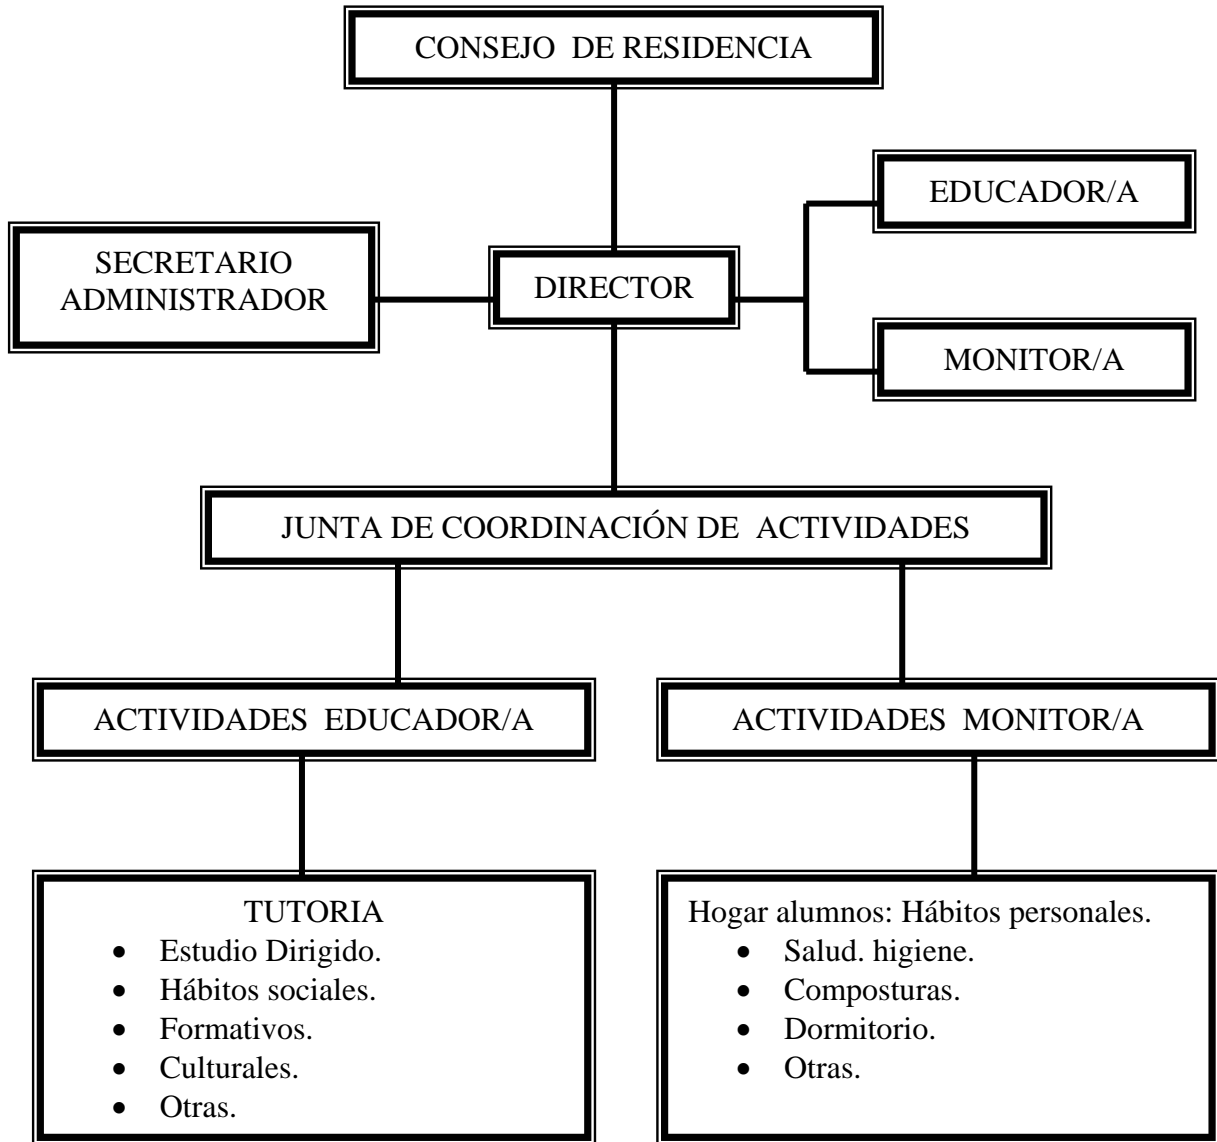 CONSEJO DE RESIDENCIA
EDUCADOR/A
SECRETARIO
ADMINISTRADOR
DIRECTOR
MONITOR/A
JUNTA DE COORDINACIÓN DE ACTIVIDADES
ACTIVIDADES EDUCADOR/A
ACTIVIDADES MONITOR/A
TUTORIA
• Estudio Dirigido.
• Hábitos sociales.
• Formativos.
• Culturales.
• Otras.
Hogar alumnos: Hábitos personales.
• Salud. higiene.
• Composturas.
• Dormitorio.
• Otras.